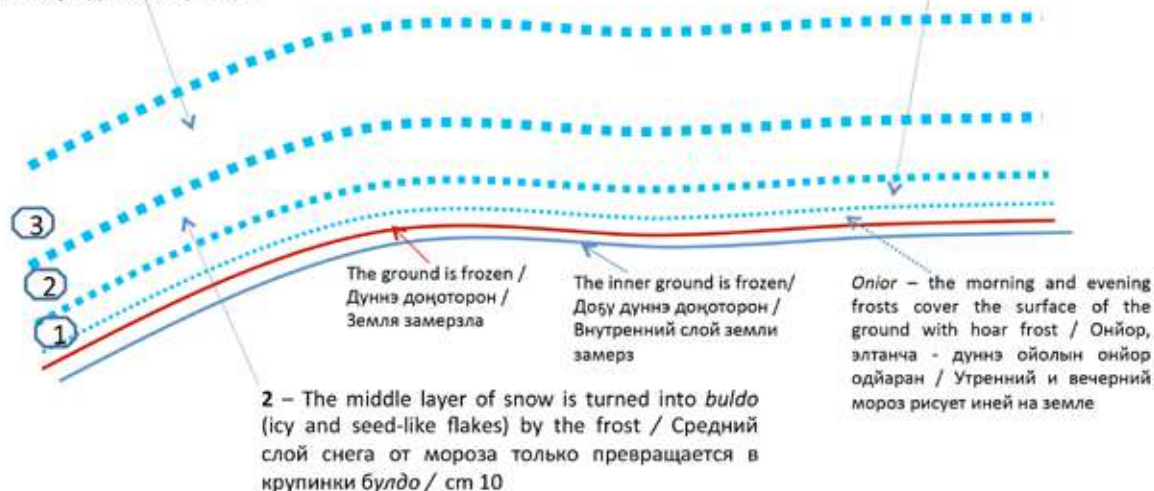 3
2
1
The ground is frozen /
Дуннэ доӊоторон /
Земля замерзла
The inner ground is frozen/
Доҕу дуннэ доӊоторон /
Внутренний слой земли
замерз
Onior – the morning and evening
frosts cover the surface of the
ground with hoar frost / Онйор,
элтанча - дуннэ ойолын онйор
одйаран / Утренний и вечерний
мороз рисует иней на земле
2 – The middle layer of snow is turned into buldo
(icy and seed-like flakes) by the frost / Средний
слой снега от мороза только превращается в
крупинки булдо / cm 10